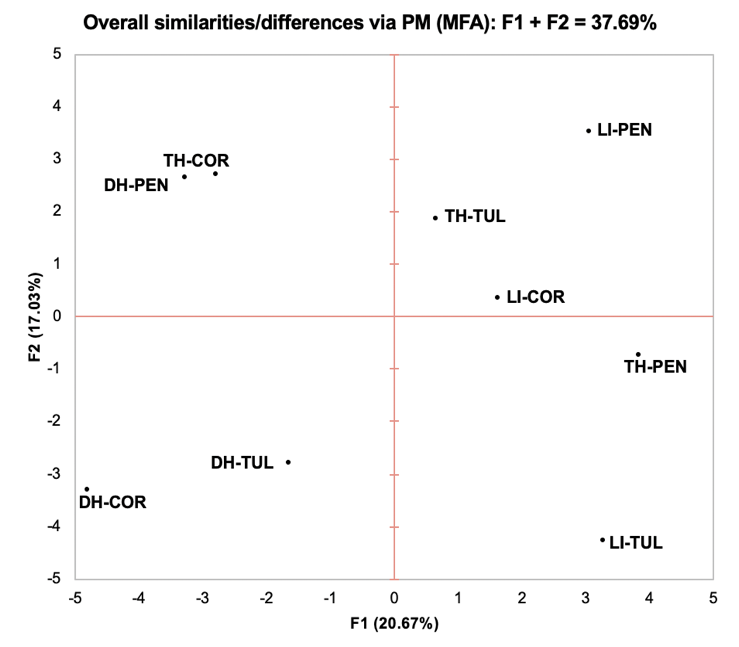 Overall similarities/differences via PM (MFA): F1 + F2 = 37.69%
5
4
LI-PEN
3
TH-COR
DH-PEN
2
TH-TUL
1
LI-COR
0
F2 (17.03%)
-1
TH-PEN
-2
DH-TUL
-3
DH-COR
-4
LI-TUL
-5
-5 -4 -3 -2 -1 0 1 2 3 4 5
F1 (20.67%)